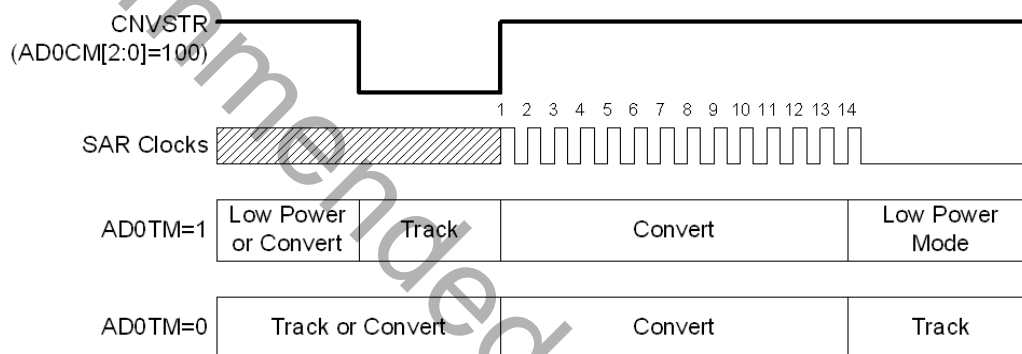 CNVSTR
(AD0CM[2:0]=100)
1 2 3 4 5 6 7 8 9 10 11 12 13 14
SAR Clocks
AD0TM=1
Low Power
or Convert
Track
Convert
Low Power
Mode
AD0TM=0
Track or Convert
Convert
Track
mmended